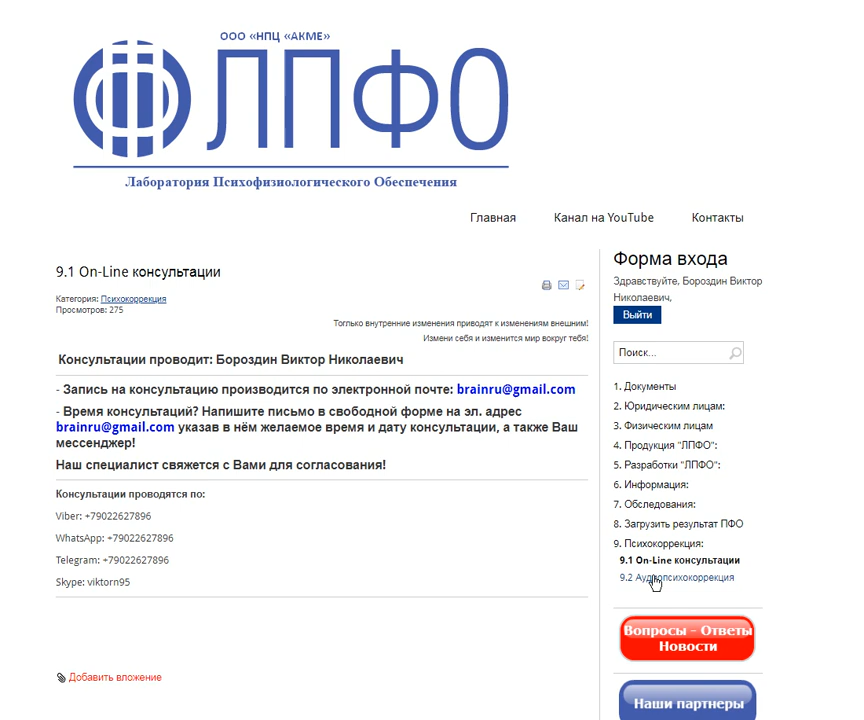 ООО «НПЦ «АКМЕ»
ЛПФО
Лаборатория Психофизиологического Обеспечения
Главная Канал на YouTube Контакты
9.1 On-Line консультации
Категория: Психокоррекция
Просмотров: 275
Тоглько внутренние изменения приводят к изменениям внешним!
Измени себя и изменится мир вокруг тебя!
Консультации проводит: Бороздин Виктор Николаевич
- Запись на консультацию производится по электронной почте: brainru@gmail.com
- Время консультаций? Напишите письмо в свободной форме на эл. адрес
brainru@gmail.com указав в нём желаемое время и дату консультации, а также Ваш
мессенджер!
Наш специалист свяжется с Вами для согласования!
Консультации проводятся по:
Viber: +79022627896
WhatsApp: +79022627896
Telegram: +79022627896
Skype: viktorn95
Добавить вложение
Форма входа
Здравствуйте, Бороздин Виктор
Николаевич,
Выйти
Поиск...
1. Документы
2. Юридическим лицам:
3. Физическим лицам
4. Продукция "ЛПФО":
5. Разработки "ЛПФО":
6. Информация:
7. Обследования:
8. Загрузить результат ПФО
9. Психокоррекция:
9.1 On-Line консультации
9.2 Аудиопсихокоррекция
Вопросы – Ответы
Новости
Наши партнеры